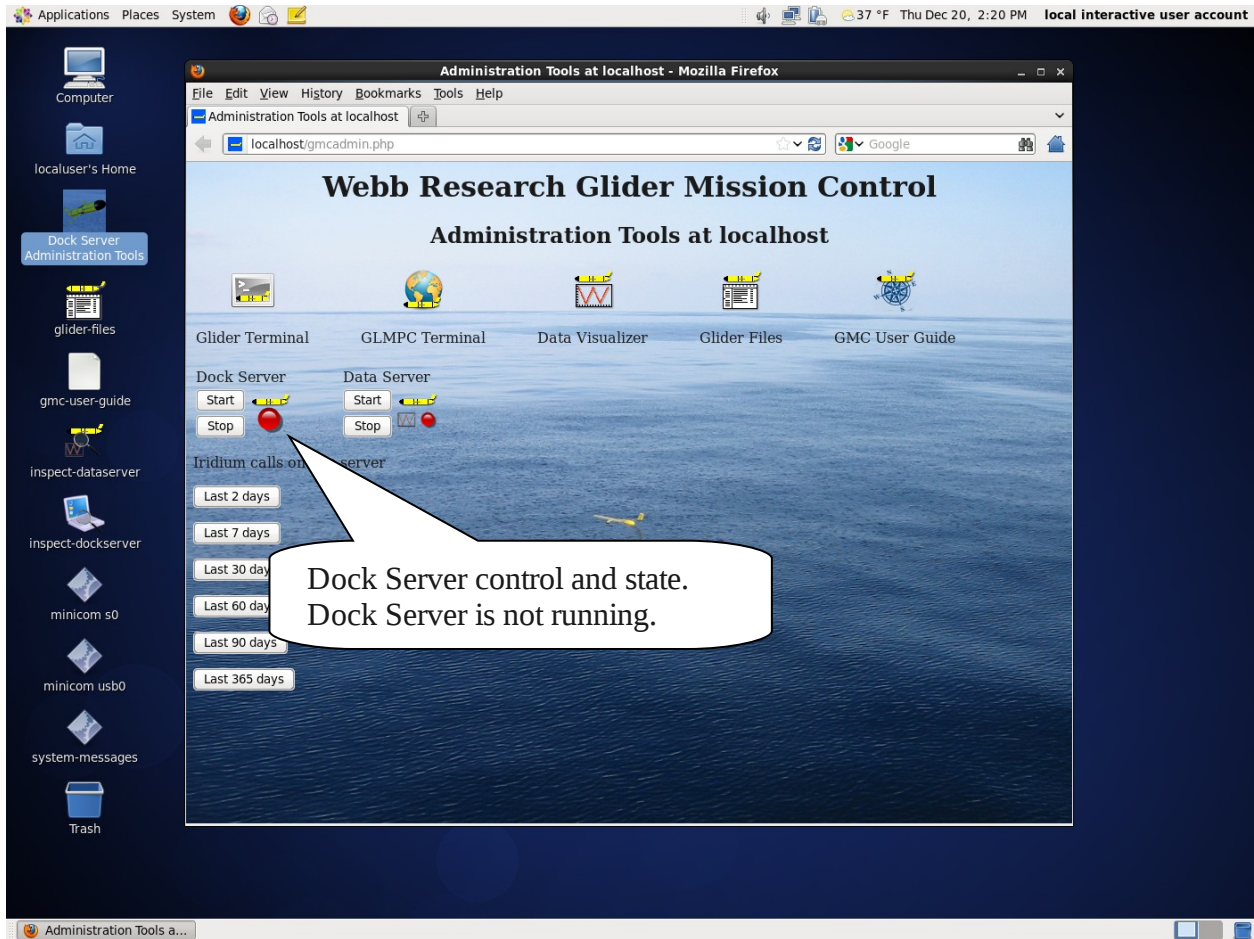 Applications Places System
37 °F Thu Dec 20, 2:20 PM local interactive user account
Computer
localuser's Home
Dock Server
Administration Tools
glider-files
gmc-user-guide
inspect-dataserver
inspect-dockserver
minicom s0
minicom usb0
system-messages
Trash
Administration Tools at localhost - Mozilla Firefox
File Edit View History Bookmarks Tools Help
Administration Tools at localhost
localhost/gmcadmin.php
Google
Webb Research Glider Mission Control
Administration Tools at localhost
Glider Terminal GLMPC Terminal Data Visualizer Glider Files GMC User Guide
Dock Server Data Server
Start Start
Stop Stop
Iridium calls on server
Last 2 days
Last 7 days
Last 30 day
Last 60 day
Last 90 days
Last 365 days
Dock Server control and state.
Dock Server is not running.
Administration Tools a...